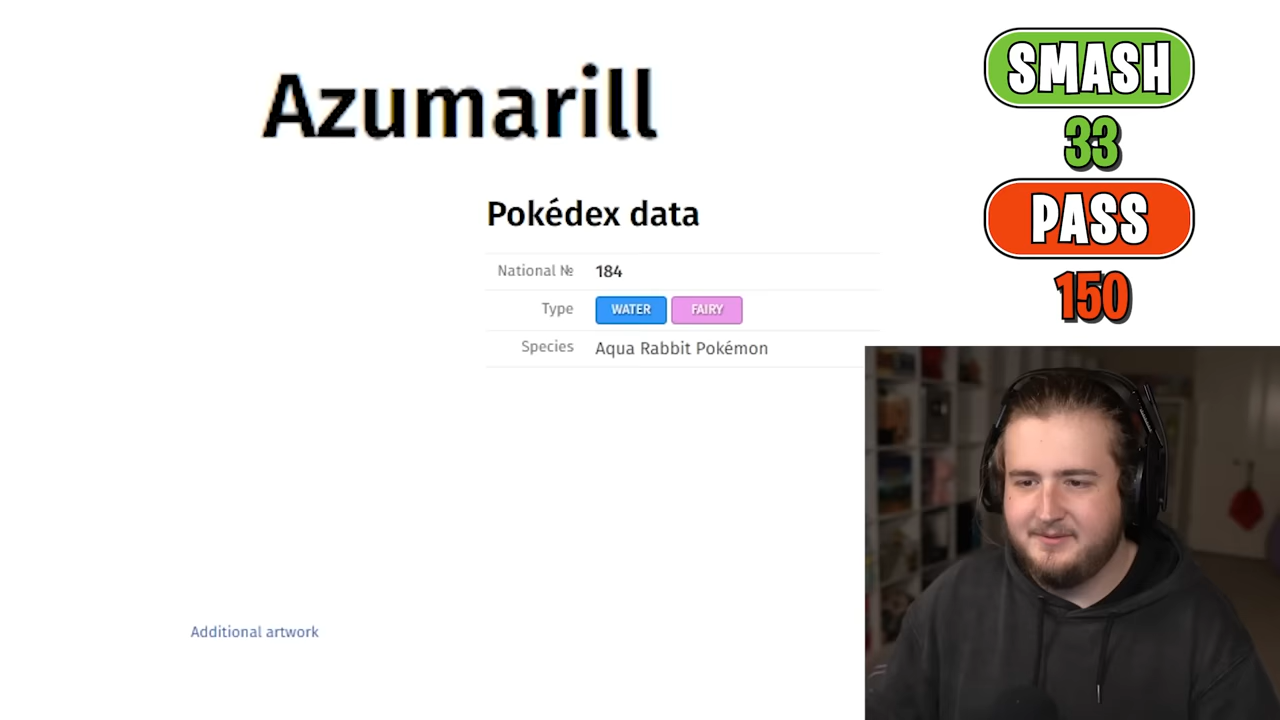 Azumarill
Pokédex data
National № 184
Type WATER FAIRY
Species Aqua Rabbit Pokémon
Additional artwork
SMASH
33
PASS
150